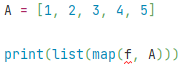 A = [1, 2, 3, 4, 5]
print(list(map(f, A)))